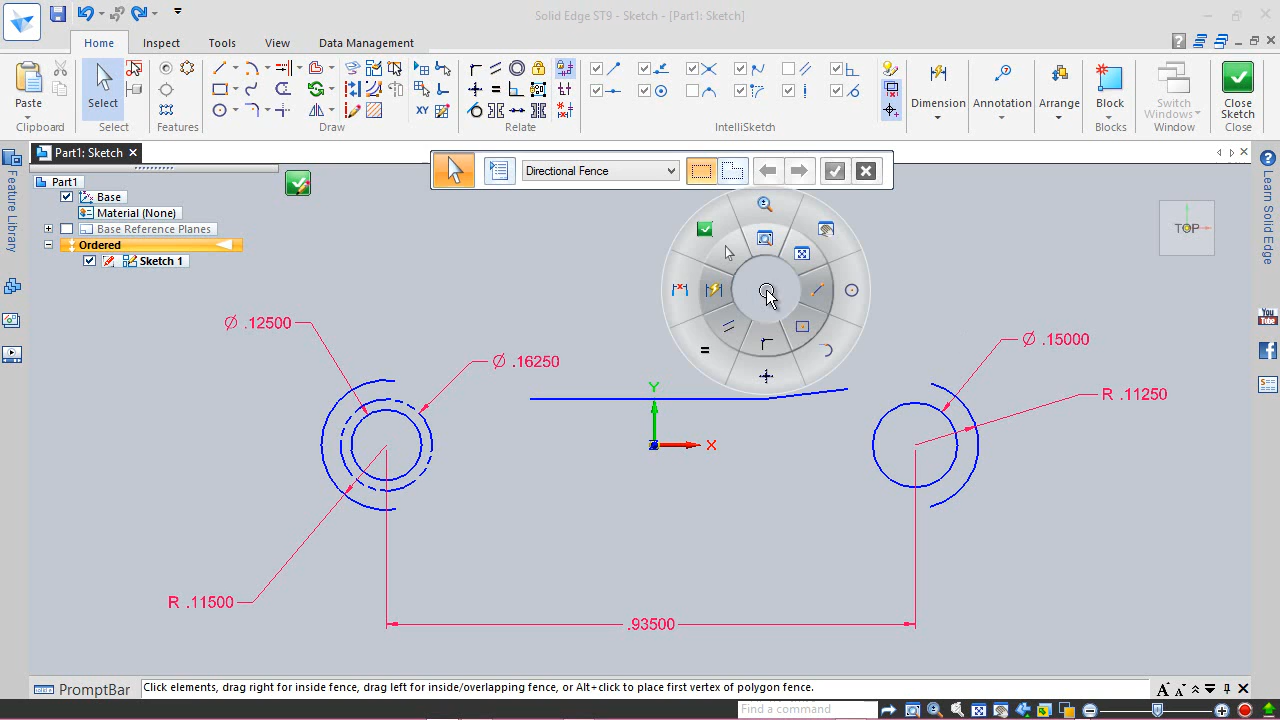 Solid Edge ST9 - Sketch - [Part1: Sketch]
Home Inspect Tools View Data Management
Paste Select Dimension Annotation Arrange Block Switch Windows Close Sketch
Clipboard Select Features Draw Relate IntelliSketch Blocks Window Close
Part1: Sketch
Directional Fence
Feature Library
Learn Solid Edge
Part1
Base
Material (None)
Base Reference Planes
Ordered
Sketch 1
TOP
You Tube
Ø .12500
Ø .16250
Ø .15000
R .11250
Y
X
R .11500
.93500
PromptBar
Click elements, drag right for inside fence, drag left for inside/overlapping fence, or Alt+click to place first vertex of polygon fence.
Find a command